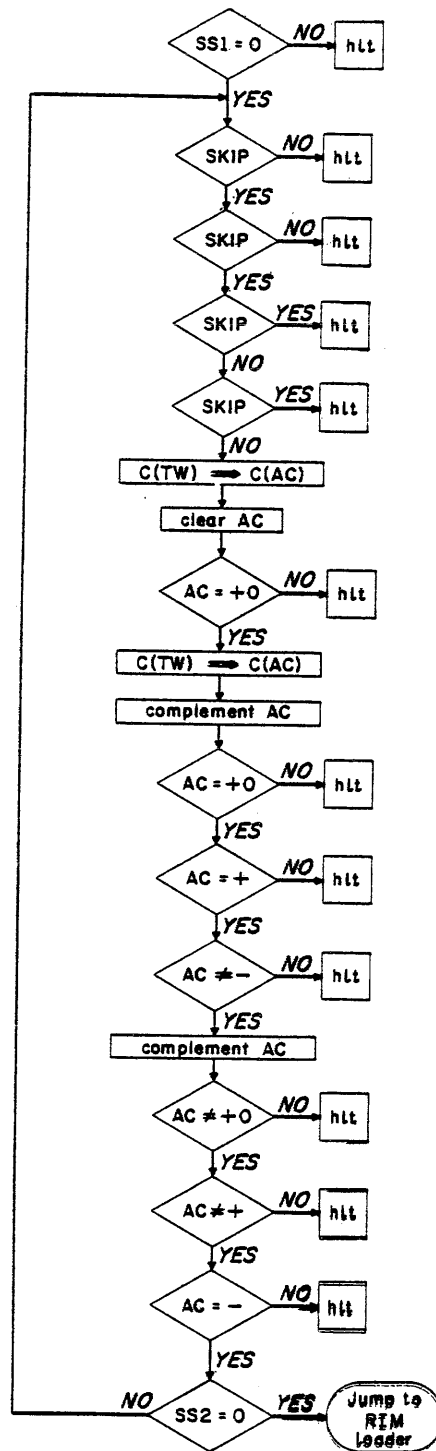 SS1 = 0
NO
hlt
YES
SKIP
NO
hlt
YES
SKIP
NO
hlt
YES
SKIP
YES
hlt
NO
SKIP
YES
hlt
NO
C(TW) ⟹ C(AC)
clear AC
AC = +0
NO
hlt
YES
C(TW) ⟹ C(AC)
complement AC
AC = +0
NO
hlt
YES
AC = +
NO
hlt
YES
AC ≠ -
NO
hlt
YES
complement AC
AC ≠ +0
NO
hlt
YES
AC ≠ +
NO
hlt
YES
AC = -
NO
hlt
YES
NO
SS2 = 0
YES
Jump to
RIM
Loader